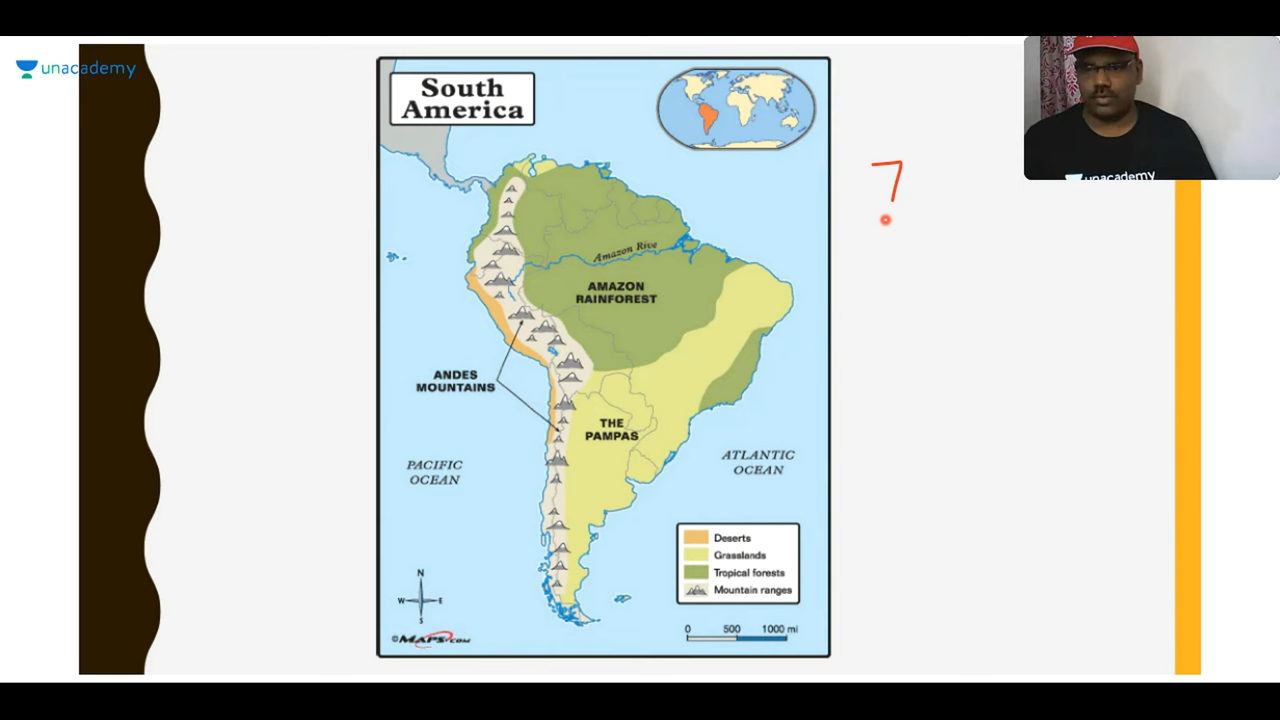 unacademy
South
America
unacademy
7
Amazon Rive
AMAZON
RAINFOREST
ANDES
MOUNTAINS
THE
PAMPAS
PACIFIC
OCEAN
ATLANTIC
OCEAN
Deserts
Grasslands
Tropical forests
Mountain ranges
N
W E
S
0 500 1000 mi
©MAPS.COM